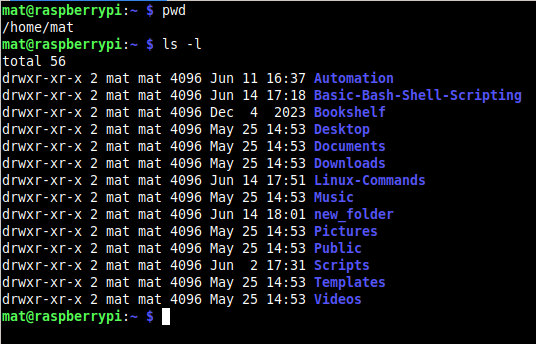 mat@raspberrypi:~ $ pwd
/home/mat
mat@raspberrypi:~ $ ls -l
total 56
drwxr-xr-x 2 mat mat 4096 Jun 11 16:37 Automation
drwxr-xr-x 2 mat mat 4096 Jun 14 17:18 Basic-Bash-Shell-Scripting
drwxr-xr-x 2 mat mat 4096 Dec  4  2023 Bookshelf
drwxr-xr-x 2 mat mat 4096 May 25 14:53 Desktop
drwxr-xr-x 2 mat mat 4096 May 25 14:53 Documents
drwxr-xr-x 2 mat mat 4096 May 25 14:53 Downloads
drwxr-xr-x 2 mat mat 4096 Jun 14 17:51 Linux-Commands
drwxr-xr-x 2 mat mat 4096 May 25 14:53 Music
drwxr-xr-x 2 mat mat 4096 Jun 14 18:01 new_folder
drwxr-xr-x 2 mat mat 4096 May 25 14:53 Pictures
drwxr-xr-x 2 mat mat 4096 May 25 14:53 Public
drwxr-xr-x 2 mat mat 4096 Jun  2 17:31 Scripts
drwxr-xr-x 2 mat mat 4096 May 25 14:53 Templates
drwxr-xr-x 2 mat mat 4096 May 25 14:53 Videos
mat@raspberrypi:~ $